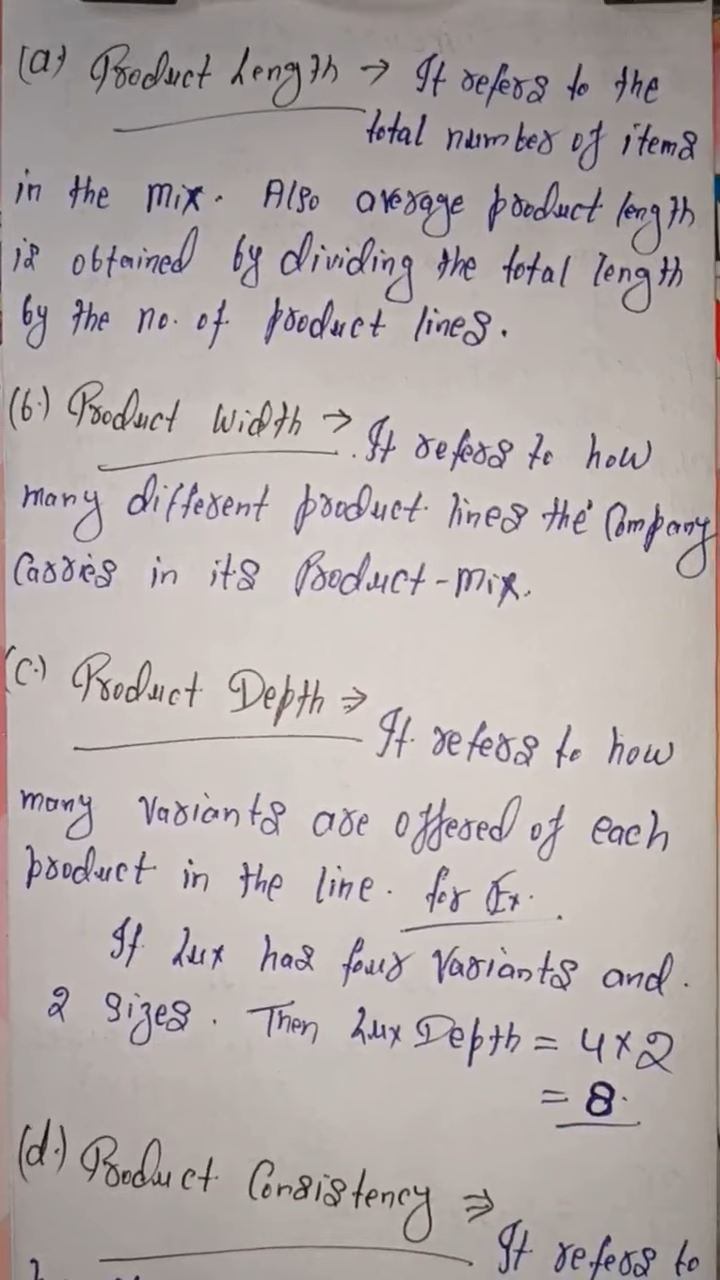 (a) Product Length → It refers to the
total number of items
in the mix. Also average product length
is obtained by dividing the total length
by the no. of product lines.
(b.) Product Width → It refers to how
many different product lines the Company
Carries in its Product-mix.
(c.) Product Depth ⇒
It refers to how
many Variants are offered of each
product in the line. for Ex.
If Lux has four Variants and
2 sizes. Then Lux Depth = 4 x 2
= 8.
(d.) Product Consistency ⇒
It refers to